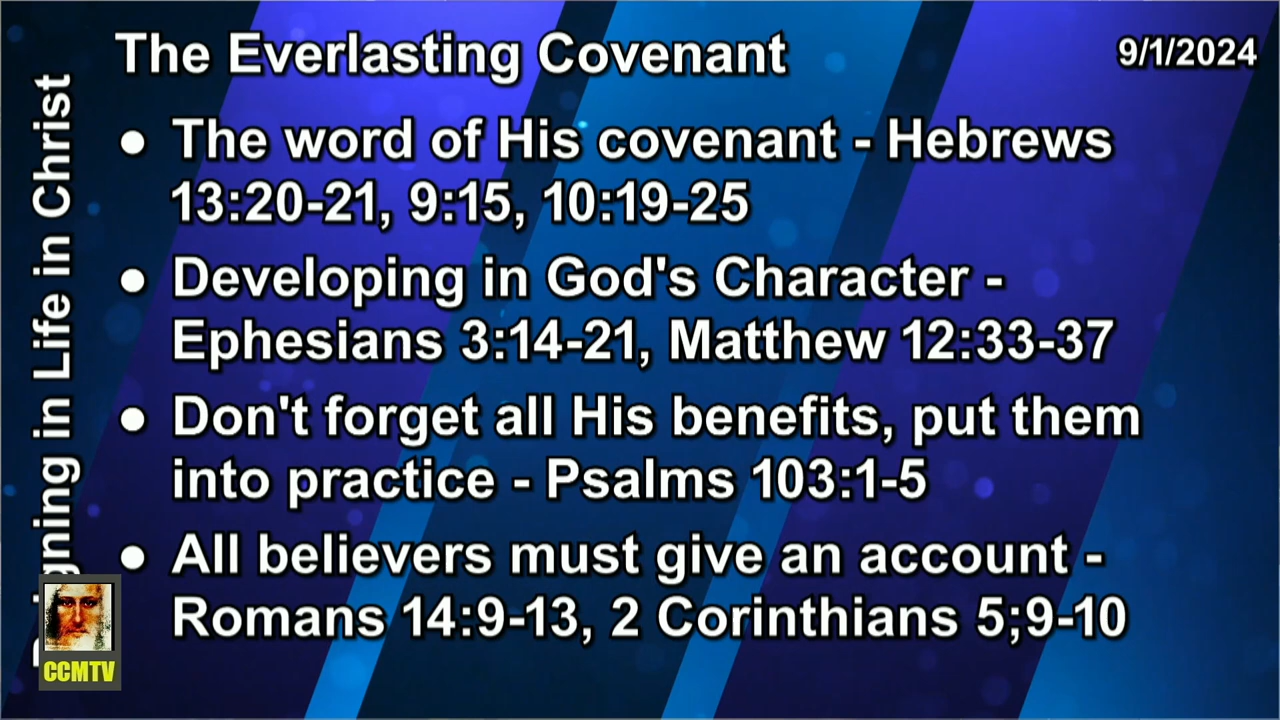 The Everlasting Covenant
9/1/2024
● The word of His covenant - Hebrews
13:20-21, 9:15, 10:19-25
● Developing in God's Character -
Ephesians 3:14-21, Matthew 12:33-37
● Don't forget all His benefits, put them
into practice - Psalms 103:1-5
● All believers must give an account -
Romans 14:9-13, 2 Corinthians 5;9-10
in Life in Christ
CCMTV